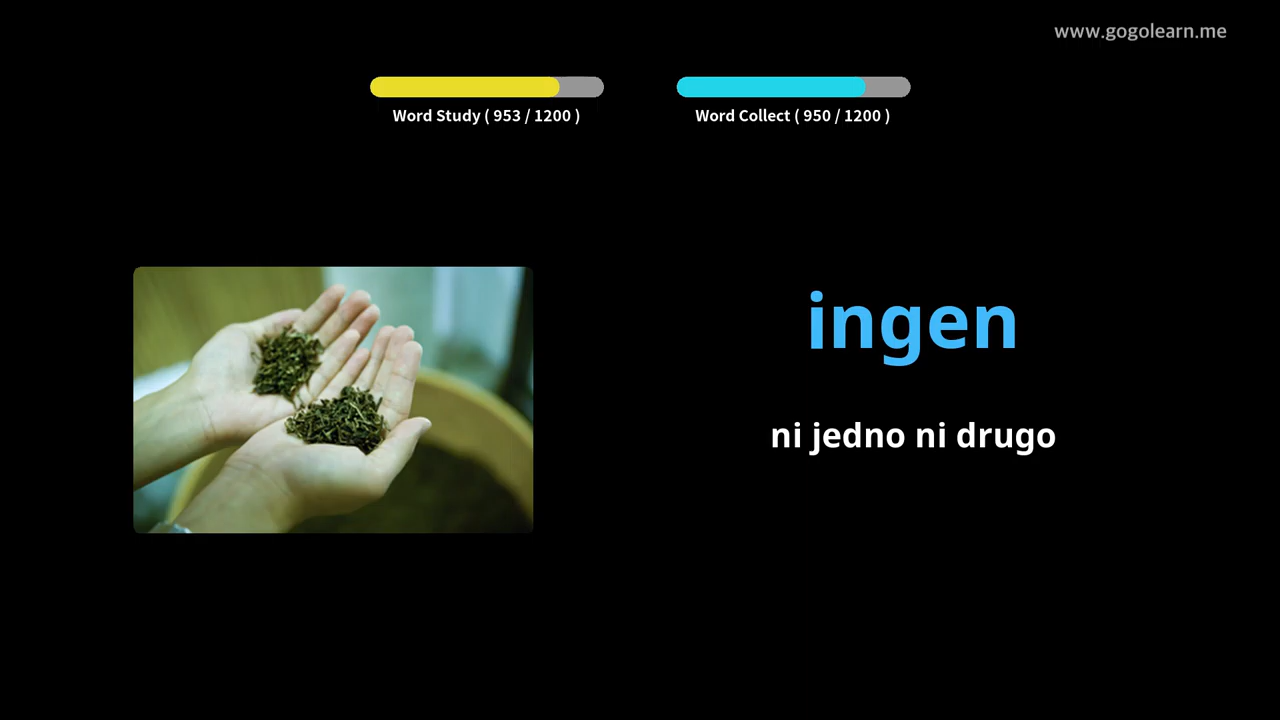 www.gogolearn.me
Word Study ( 953 / 1200 )
Word Collect ( 950 / 1200 )
ingen
ni jedno ni drugo